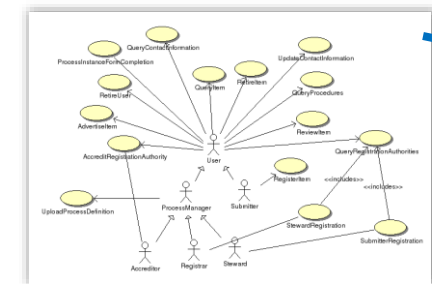 QueryContactInformation
ProcessInstanceFormCompletion
UpdateContactInformation
RetireUser
QueryItem
RetireItem
QueryProcedures
AdvertiseItem
ReviewItem
AccreditRegistrationAuthority
User
QueryRegistrationAuthorities
RegisterItem
<<includes>>
<<includes>>
UploadProcessDefinition
ProcessManager
Submitter
StewardRegistration
SubmitterRegistration
Accreditor
Registrar
Steward